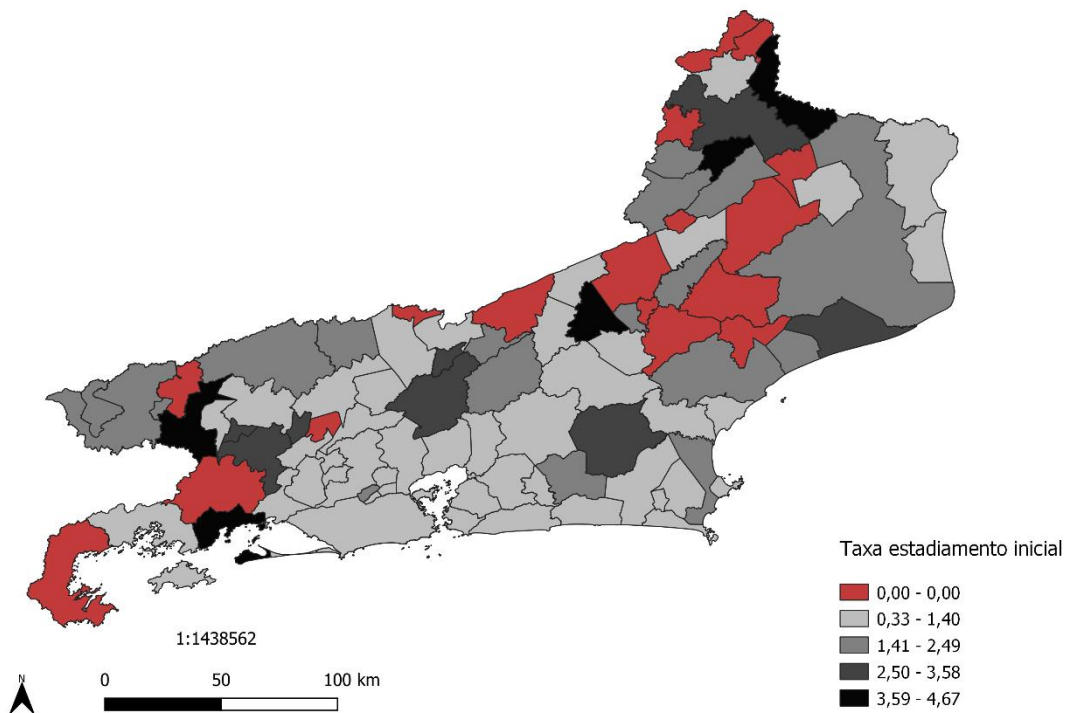 Taxa estadiamento inicial
0,00 - 0,00
0,33 - 1,40
1,41 - 2,49
2,50 - 3,58
3,59 - 4,67
1:1438562
N
0 50 100 km